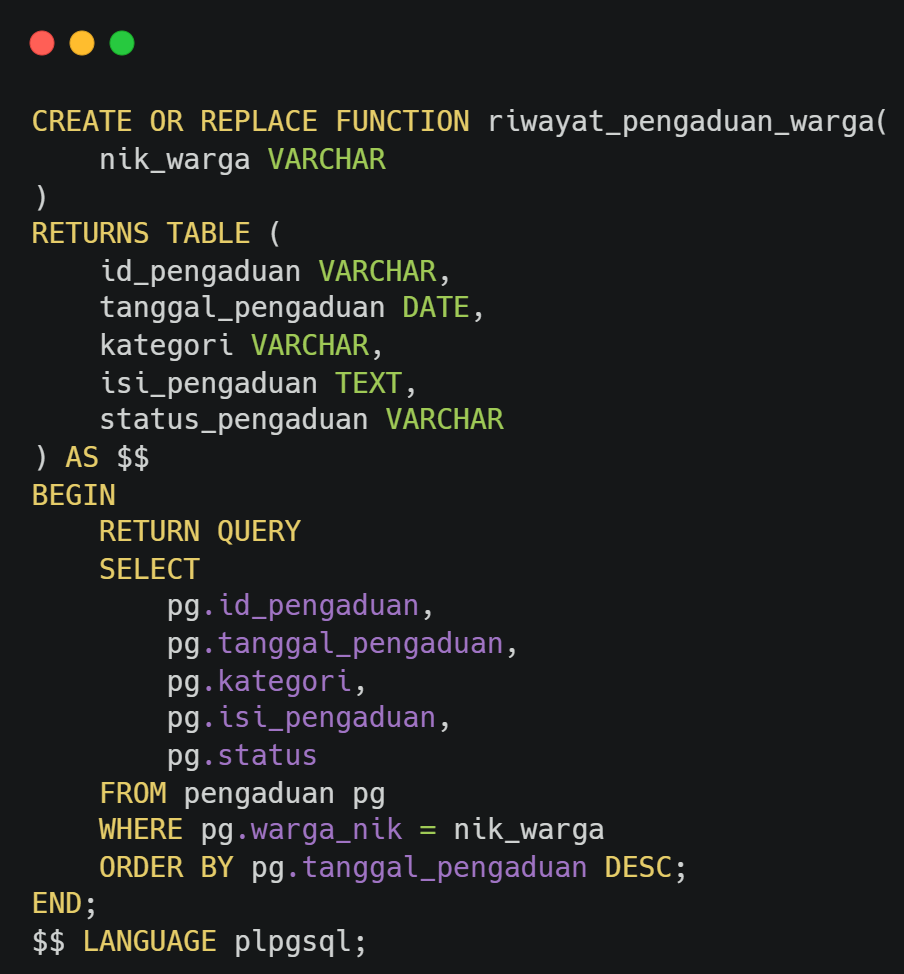 CREATE OR REPLACE FUNCTION riwayat_pengaduan_warga(
    nik_warga VARCHAR
)
RETURNS TABLE (
    id_pengaduan VARCHAR,
    tanggal_pengaduan DATE,
    kategori VARCHAR,
    isi_pengaduan TEXT,
    status_pengaduan VARCHAR
) AS $$
BEGIN
    RETURN QUERY
    SELECT
        pg.id_pengaduan,
        pg.tanggal_pengaduan,
        pg.kategori,
        pg.isi_pengaduan,
        pg.status
    FROM pengaduan pg
    WHERE pg.warga_nik = nik_warga
    ORDER BY pg.tanggal_pengaduan DESC;
END;
$$ LANGUAGE plpgsql;